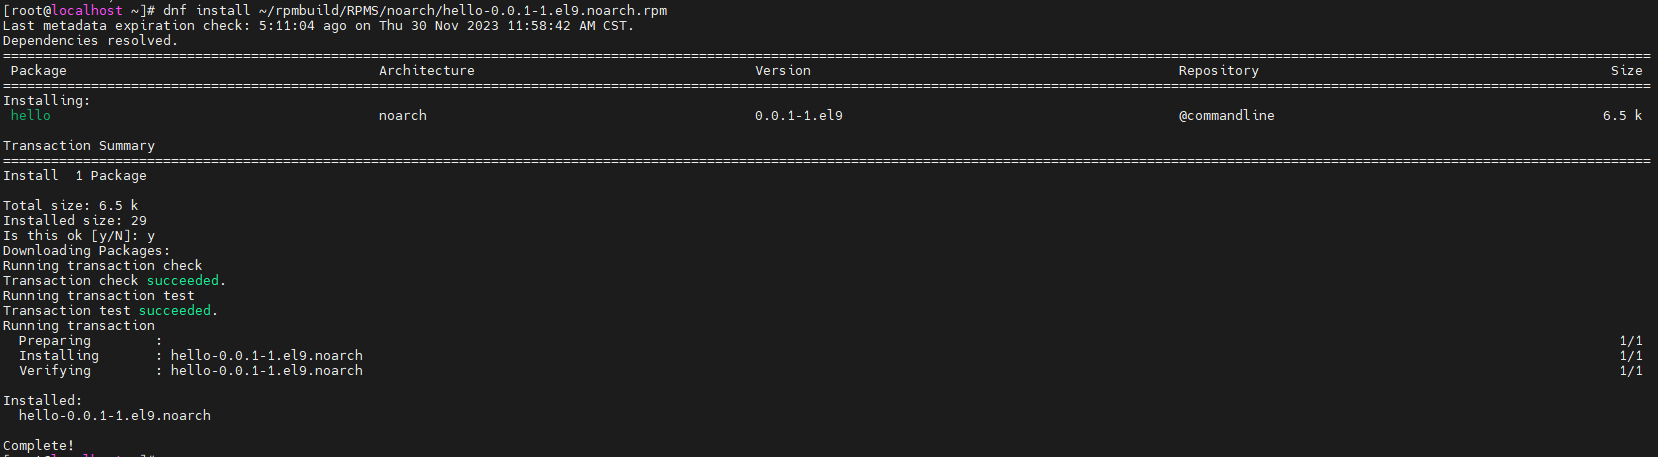 [root@localhost ~]# dnf install ~/rpmbuild/RPMS/noarch/hello-0.0.1-1.el9.noarch.rpm
Last metadata expiration check: 5:11:04 ago on Thu 30 Nov 2023 11:58:42 AM CST.
Dependencies resolved.
================================================================================
Package Architecture Version Repository Size
================================================================================
Installing:
hello noarch 0.0.1-1.el9 @commandline 6.5 k
Transaction Summary
================================================================================
Install  1 Package
Total size: 6.5 k
Installed size: 29
Is this ok [y/N]: y
Downloading Packages:
Running transaction check
Transaction check succeeded.
Running transaction test
Transaction test succeeded.
Running transaction
Preparing        : 1/1
Installing       : hello-0.0.1-1.el9.noarch 1/1
Verifying        : hello-0.0.1-1.el9.noarch 1/1
Installed:
hello-0.0.1-1.el9.noarch
Complete!